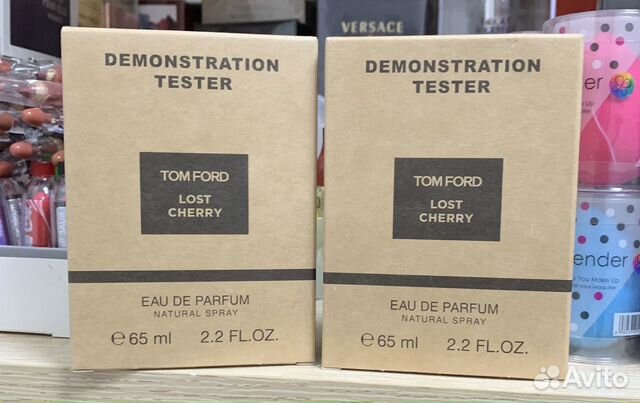 VERSACE
DEMONSTRATION
TESTER
TOM FORD
LOST
CHERRY
EAU DE PARFUM
NATURAL SPRAY
℮ 65 ml 2.2 FL.OZ.
DEMONSTRATION
TESTER
TOM FORD
LOST
CHERRY
EAU DE PARFUM
NATURAL SPRAY
℮ 65 ml 2.2 FL.OZ.
Avito